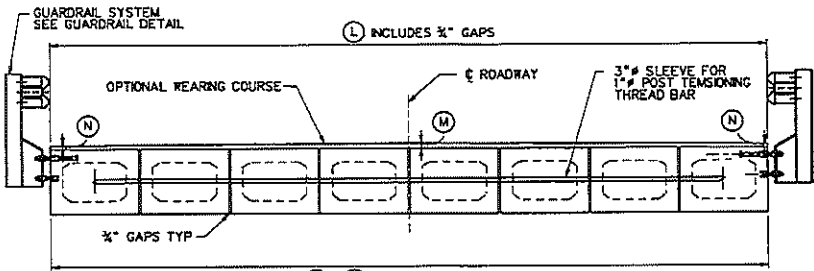 GUARDRAIL SYSTEM
SEE GUARDRAIL DETAIL
L INCLUDES ¾" GAPS
℄ ROADWAY
3"ø SLEEVE FOR
1"ø POST TEMSIONING
THREAD BAR
OPTIONAL WEARING COURSE
N
M
N
¾" GAPS TYP